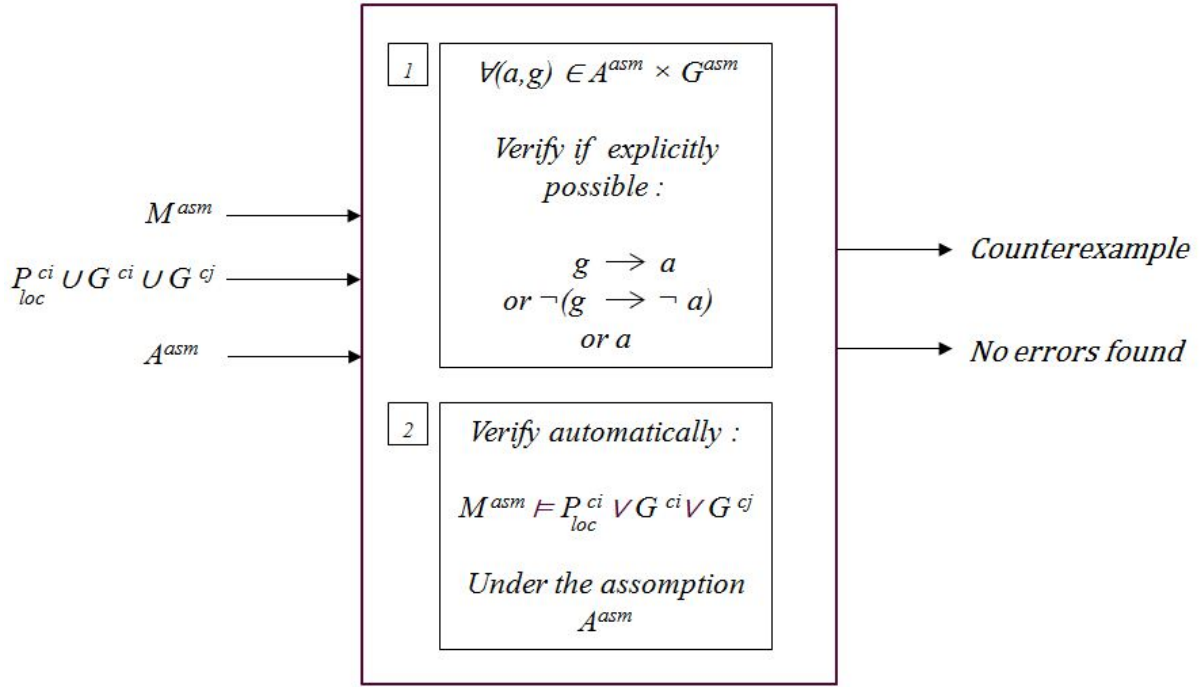 M^asm
P_loc^ci ∪ G^ci ∪ G^cj
A^asm
1
∀(a,g) ∈ A^asm × G^asm
Verify if explicitly
possible :
g → a
or ¬(g → ¬ a)
or a
2
Verify automatically :
M^asm ⊨ P_loc^ci ∨ G^ci ∨ G^cj
Under the assomption
A^asm
Counterexample
No errors found